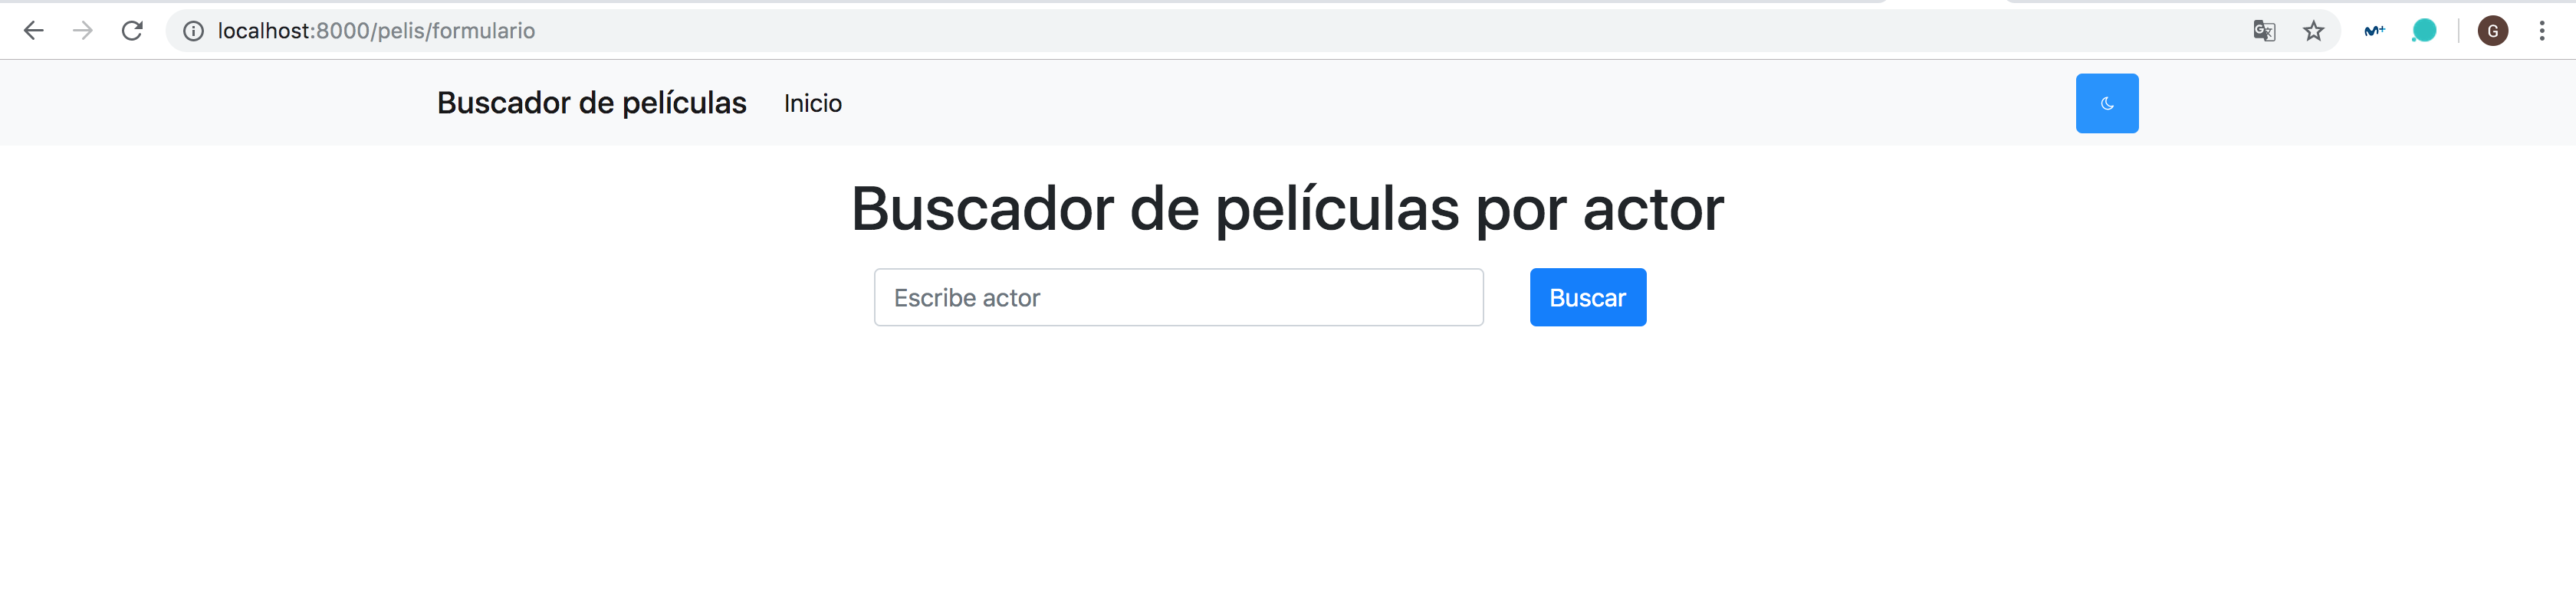 localhost:8000/pelis/formulario
G
Buscador de películas Inicio
Buscador de películas por actor
Escribe actor Buscar